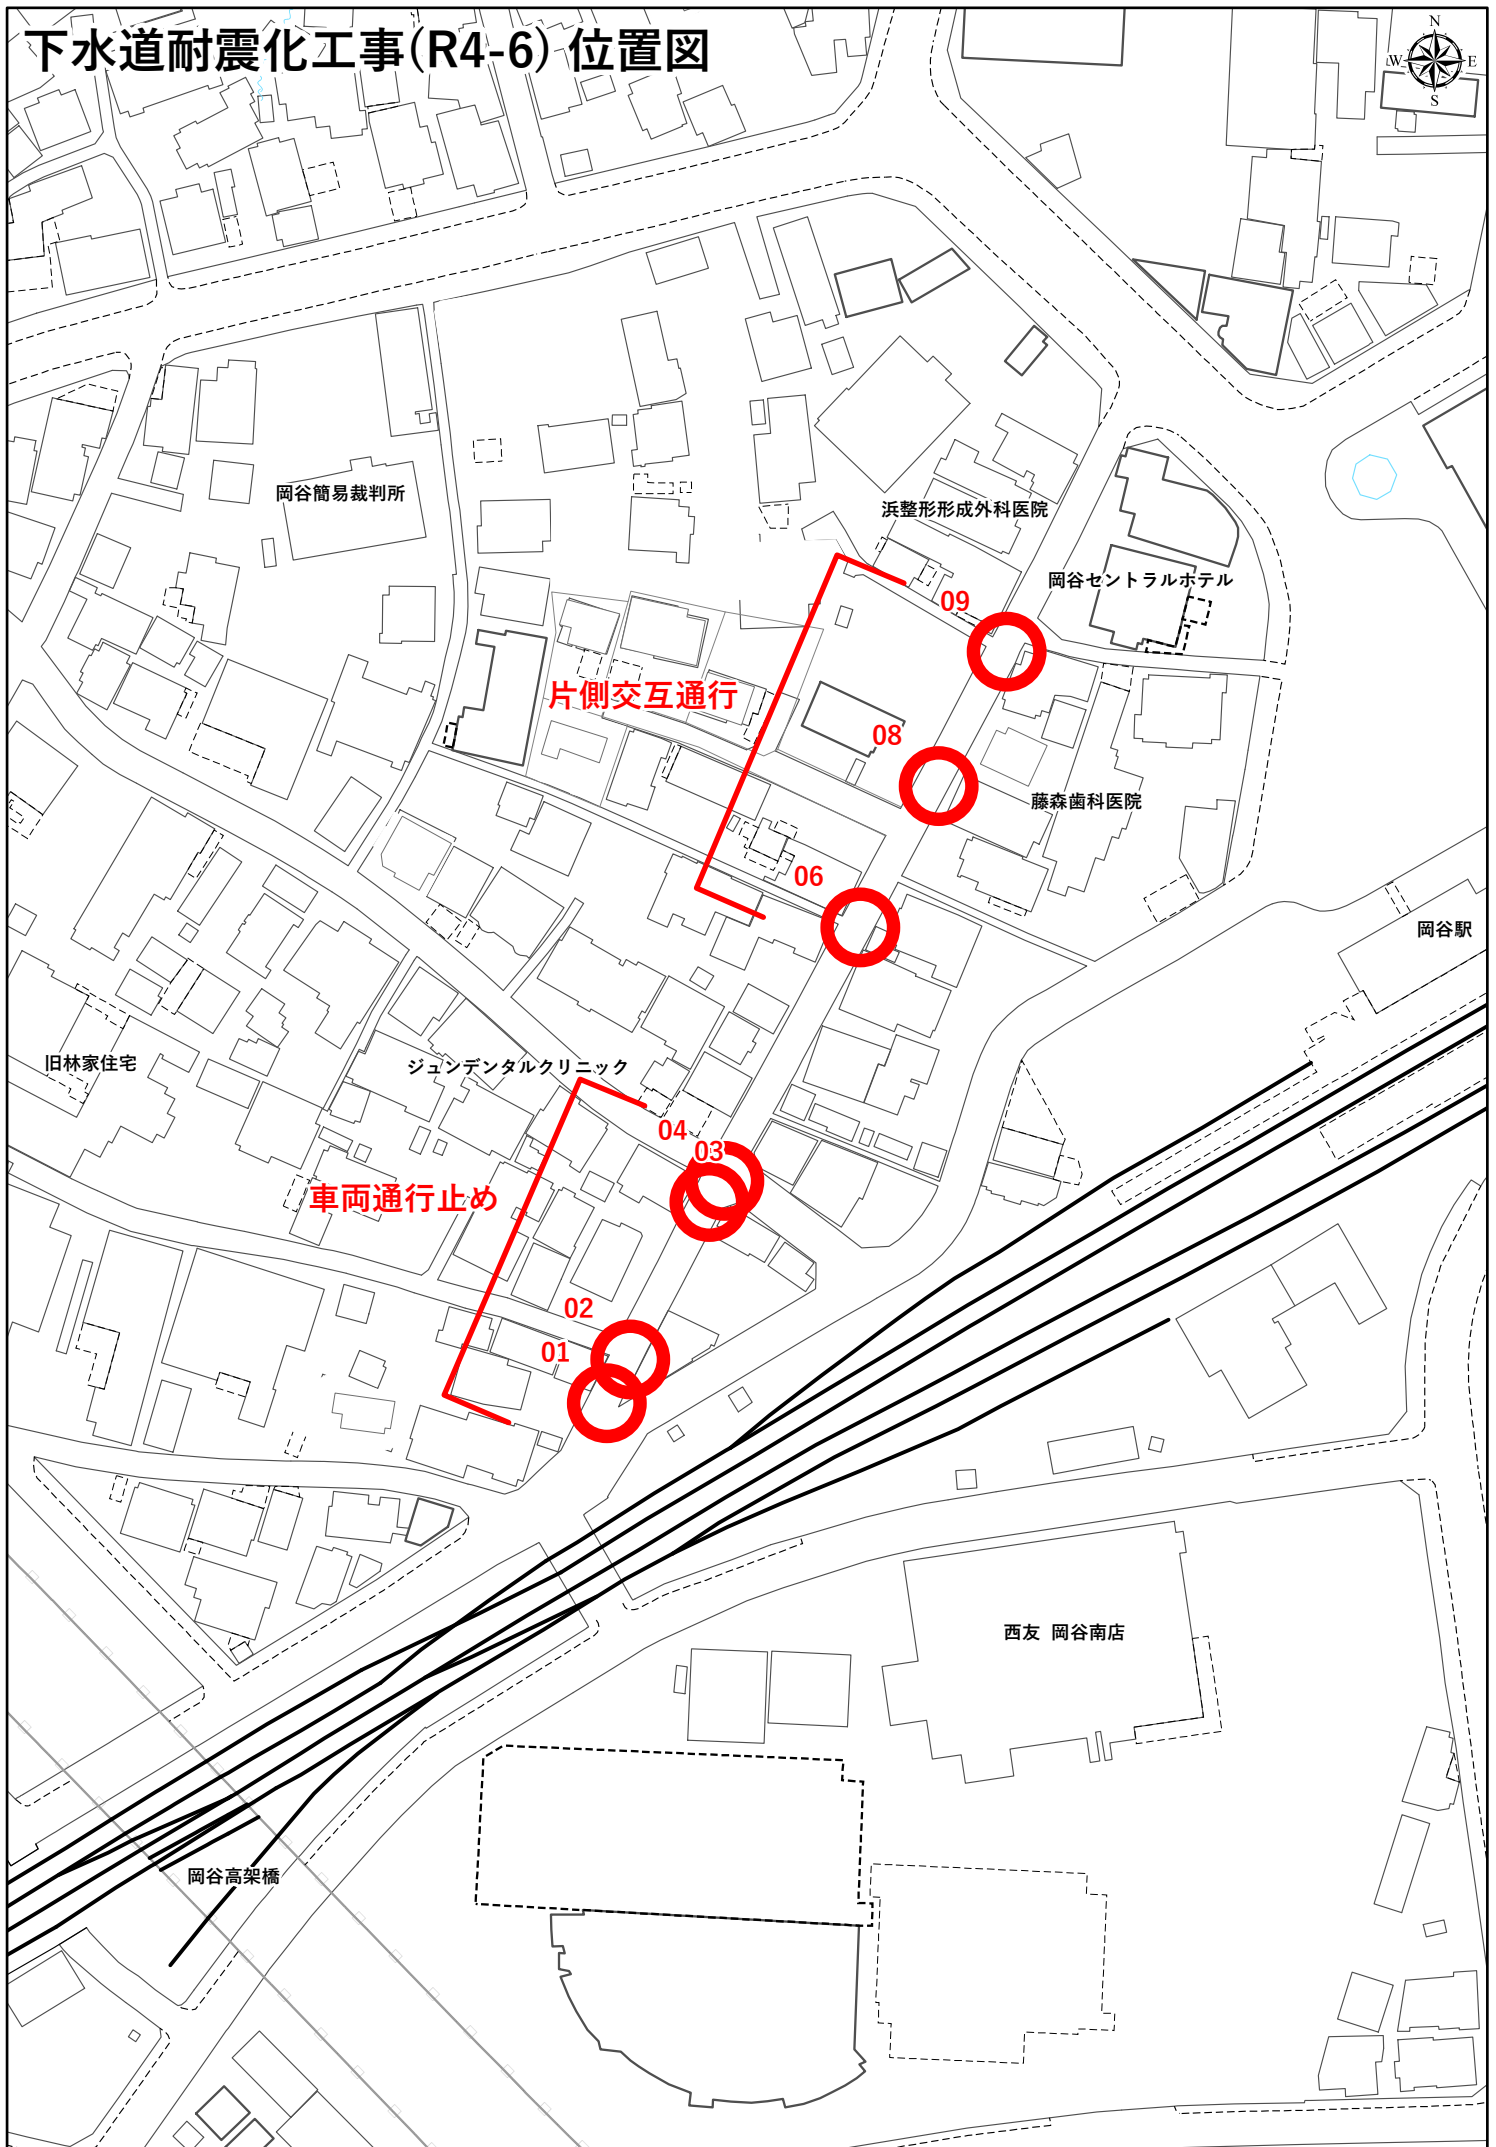 下水道耐震化工事(R4-6) 位置図
N
W
E
S
岡谷簡易裁判所
浜整形形成外科医院
岡谷セントラルホテル
09
片側交互通行
08
藤森歯科医院
06
岡谷駅
旧林家住宅
ジュンデンタルクリニック
04
03
車両通行止め
02
01
西友 岡谷南店
岡谷高架橋